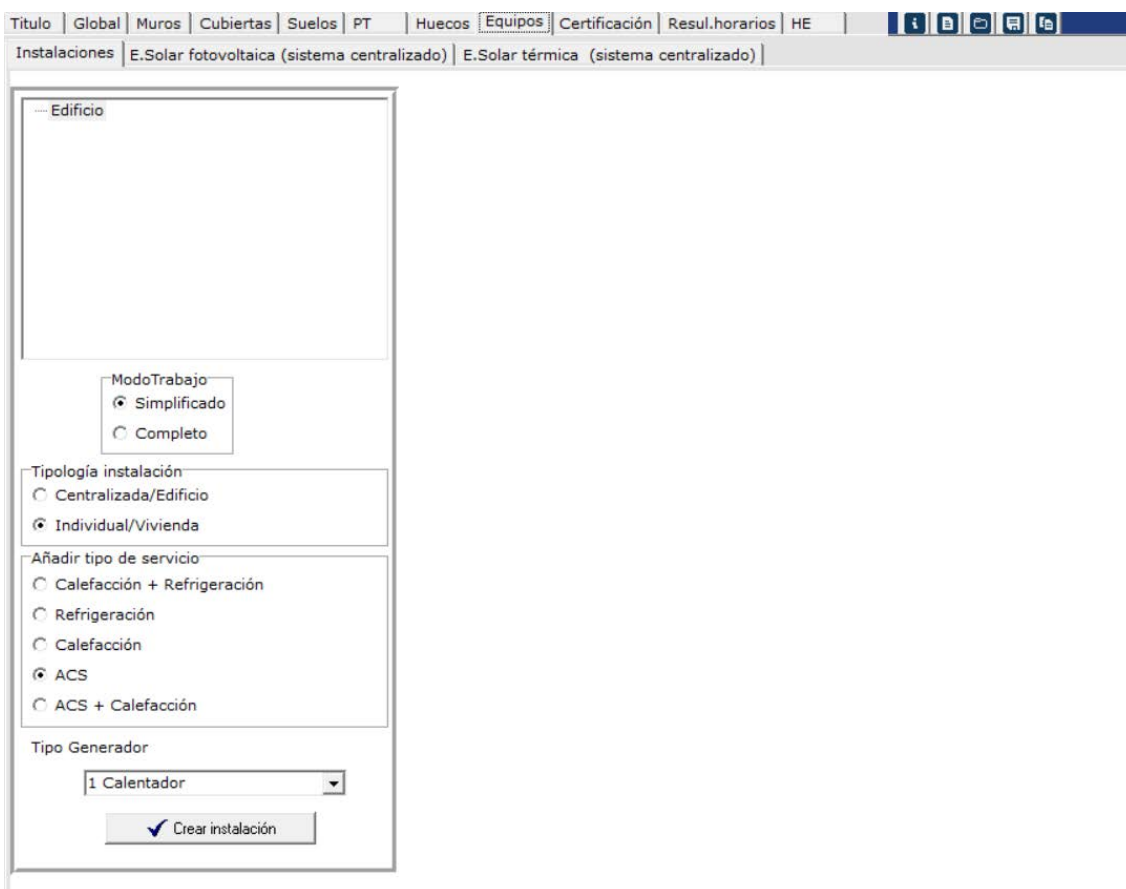 Titulo Global Muros Cubiertas Suelos PT Huecos Equipos Certificación Resul.horarios HE
Instalaciones E.Solar fotovoltaica (sistema centralizado) E.Solar térmica (sistema centralizado)
Edificio
ModoTrabajo
Simplificado
Completo
Tipología instalación
Centralizada/Edificio
Individual/Vivienda
Añadir tipo de servicio
Calefacción + Refrigeración
Refrigeración
Calefacción
ACS
ACS + Calefacción
Tipo Generador
1 Calentador
Crear instalación